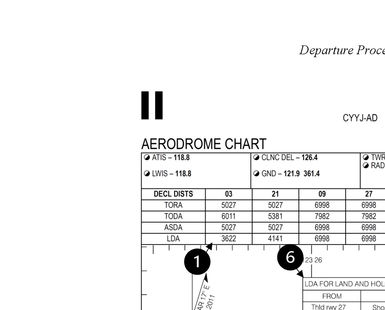 Departure Proce
CYYJ-AD
AERODROME CHART
ATIS – 118.8 CLNC DEL – 126.4 TWR
RAD
LWIS – 118.8 GND – 121.9 361.4
DECL DISTS 03 21 09 27
TORA 5027 5027 6998 6998
TODA 6011 5381 7982 7982
ASDA 5027 5027 6998 6998
LDA 3622 4141 6998 6998
1 6
23 26
LDA FOR LAND AND HOL
FROM
Thld rwy 27 Sho
AR 17° E
2011